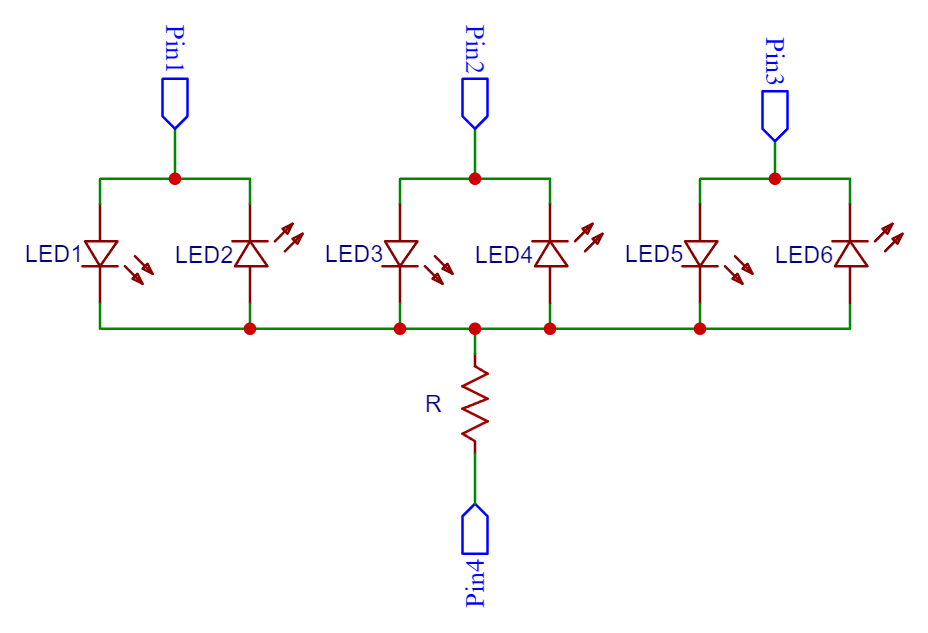 Pin1
Pin2
Pin3
LED1
LED2
LED3
LED4
LED5
LED6
R
Pin4